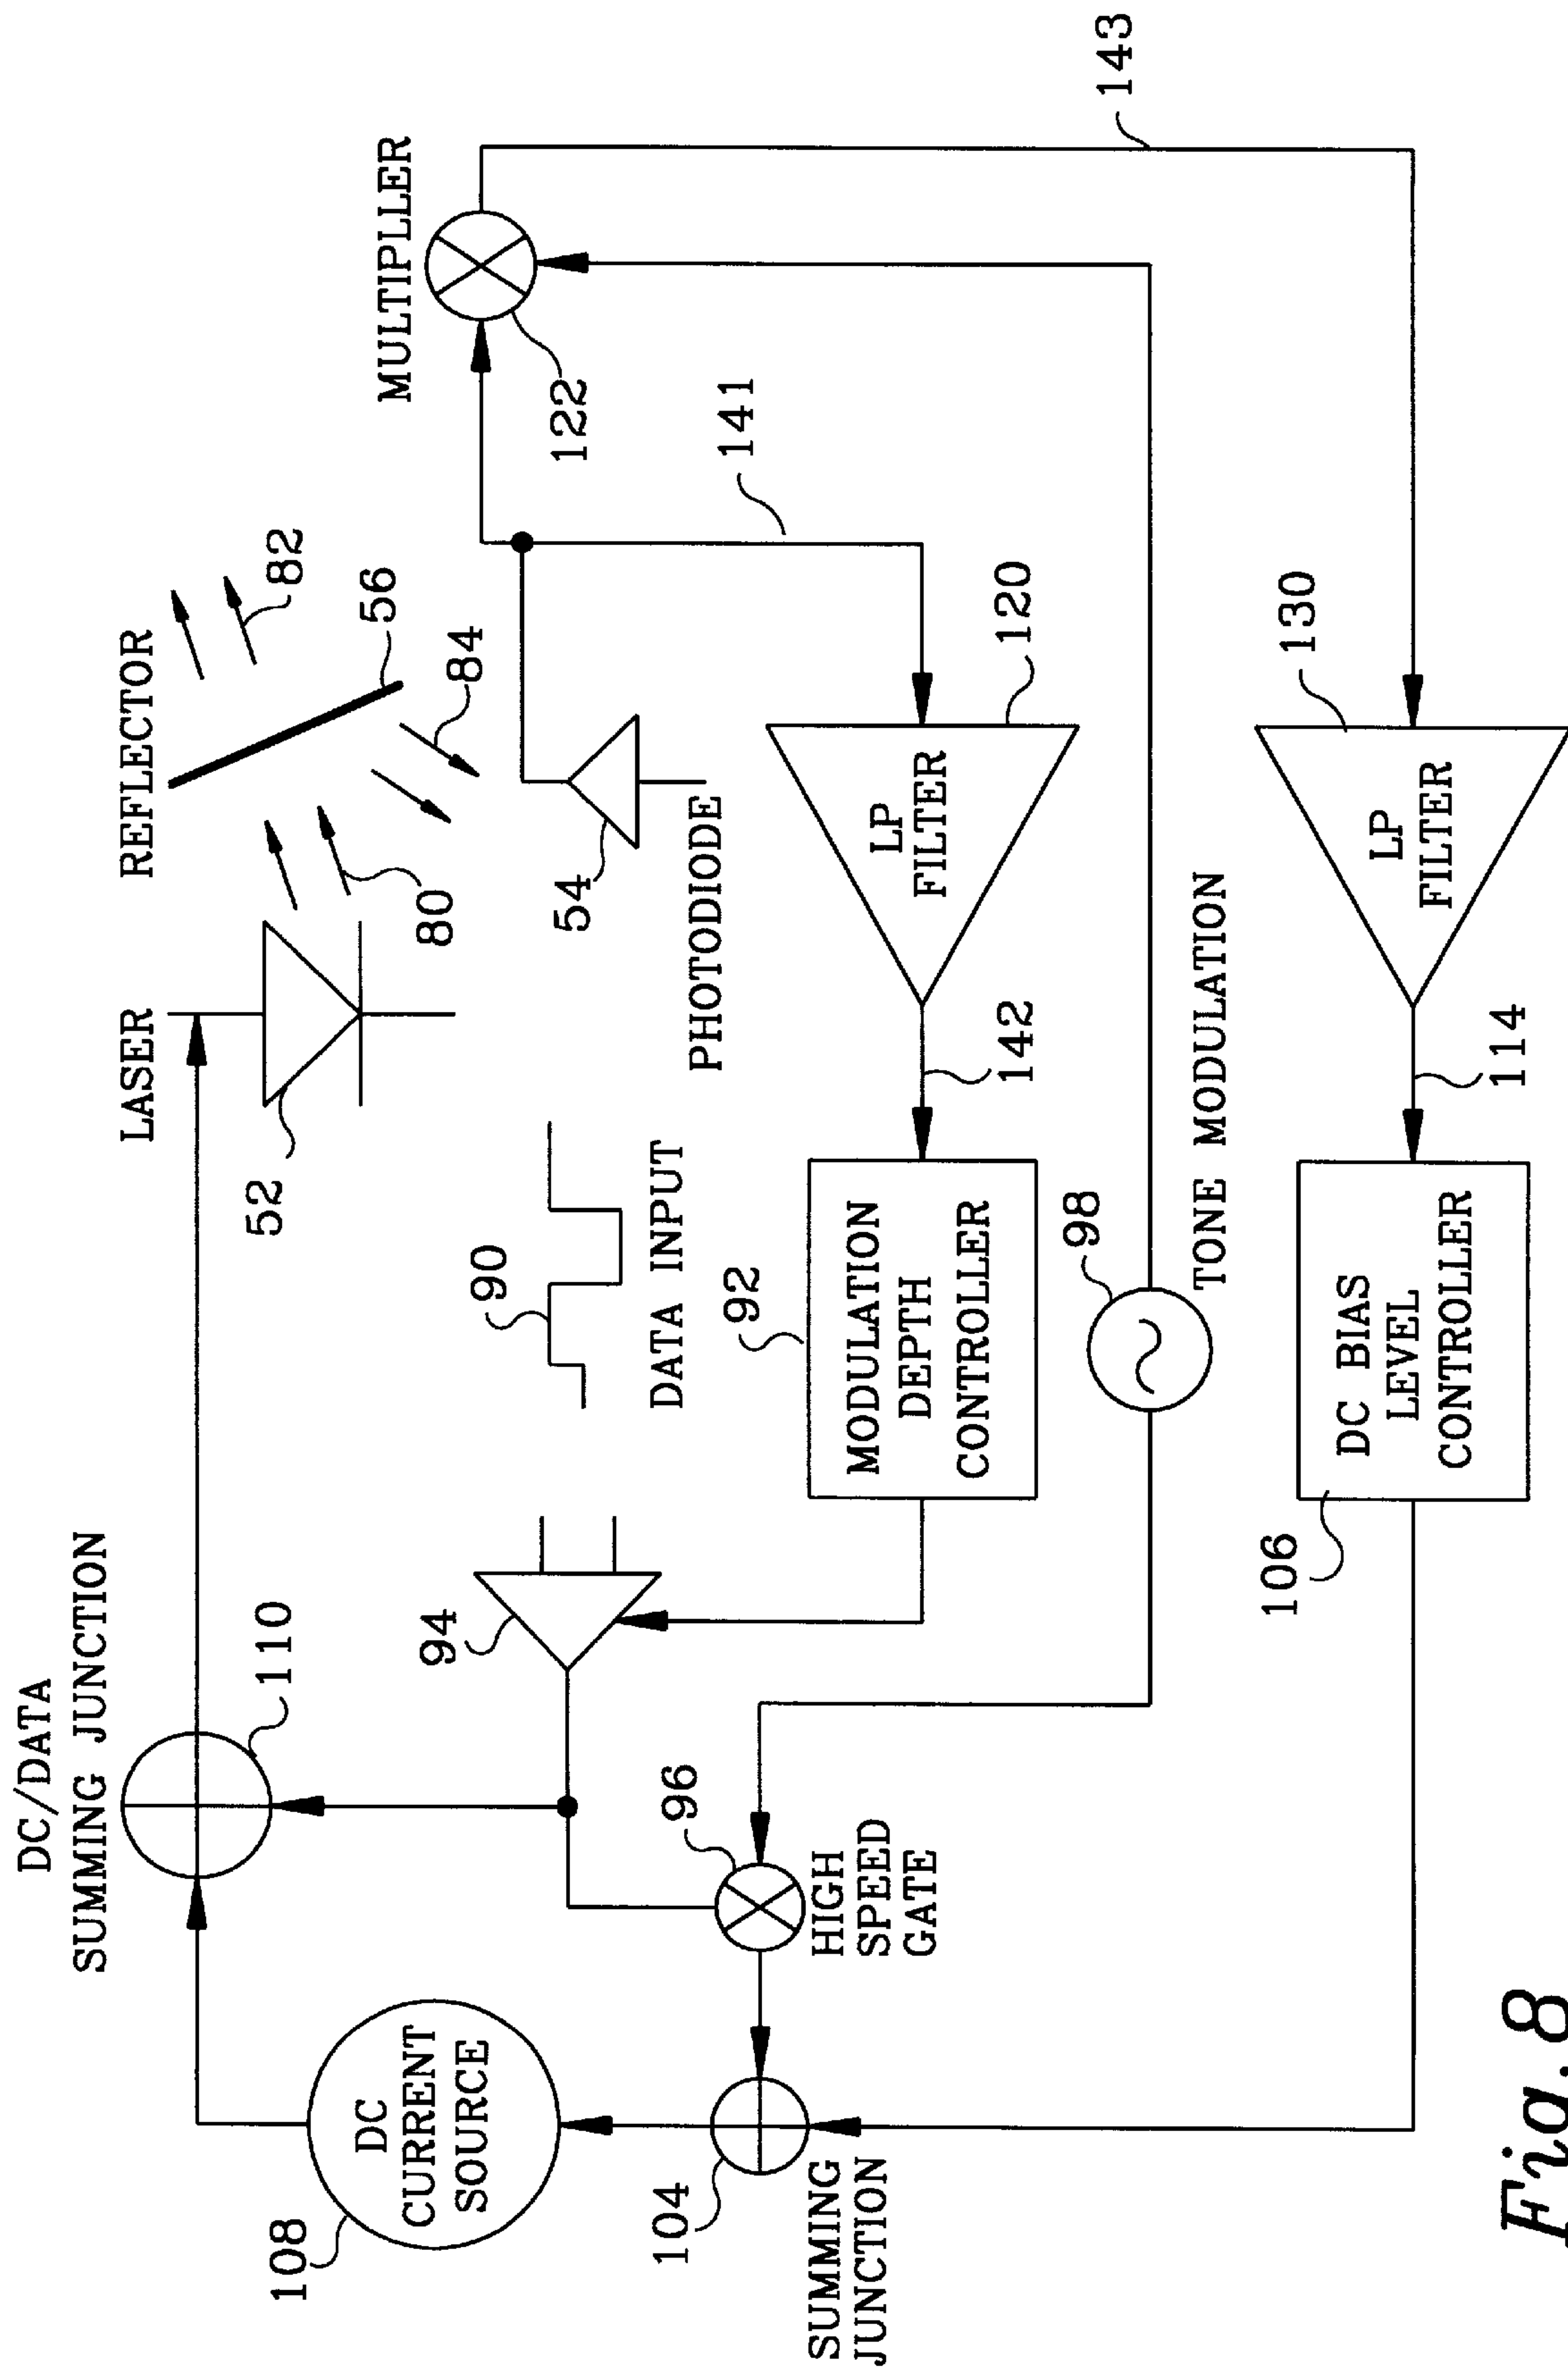 DC/DATA
SUMMING JUNCTION
110
LASER
52
REFLECTOR
80
82
56
84
54
PHOTODIODE
MULTIPLLER
122
141
143
108
DC
CURRENT
SOURCE
94
90
DATA INPUT
96
HIGH
SPEED
GATE
104
SUMMING
JUNCTION
92
MODULATION
DEPTH
CONTROLLER
142
LP
FILTER
120
98
TONE MODULATION
106
DC BIAS
LEVEL
CONTROLLER
114
LP
FILTER
130
Fig.8